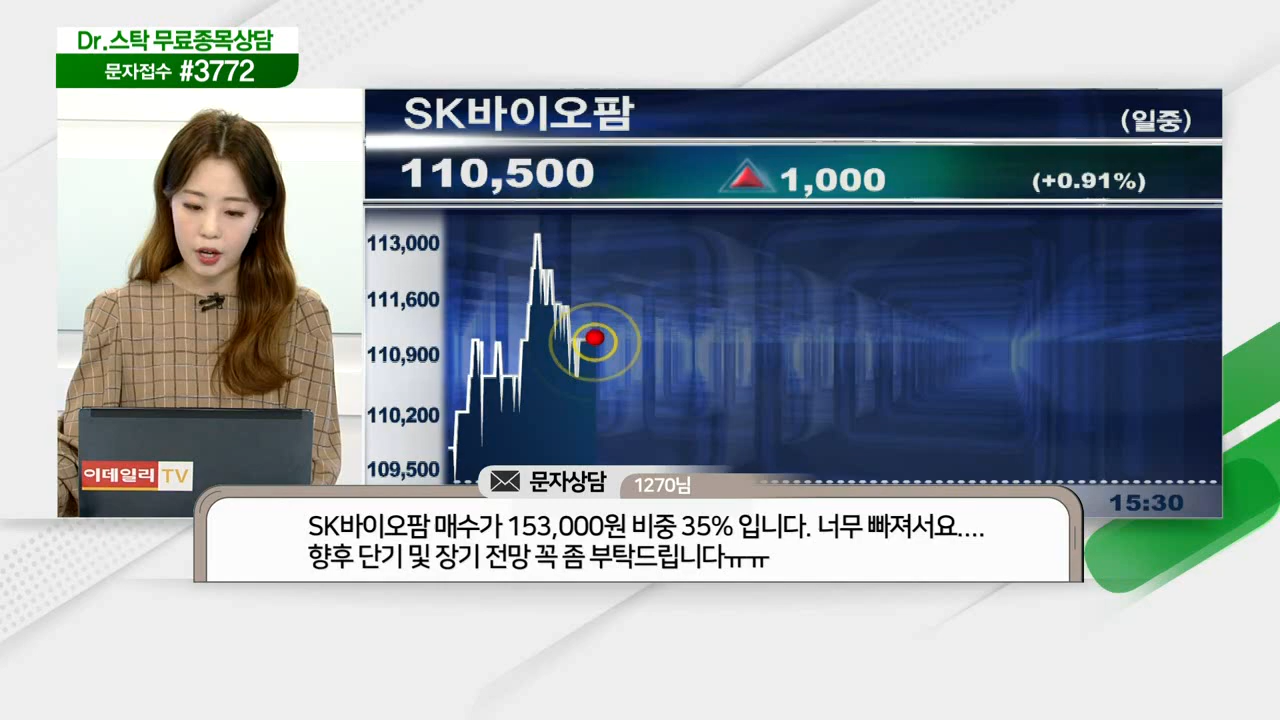 Dr.스탁 무료종목상담
문자접수 #3772
SK바이오팜
(일중)
110,500
1,000
(+0.91%)
113,000
111,600
110,900
110,200
109,500
15:30
이데일리 TV
문자상담
1270님
SK바이오팜 매수가 153,000원 비중 35% 입니다. 너무 빠져서요....
향후 단기 및 장기 전망 꼭 좀 부탁드립니다ㅠㅠ